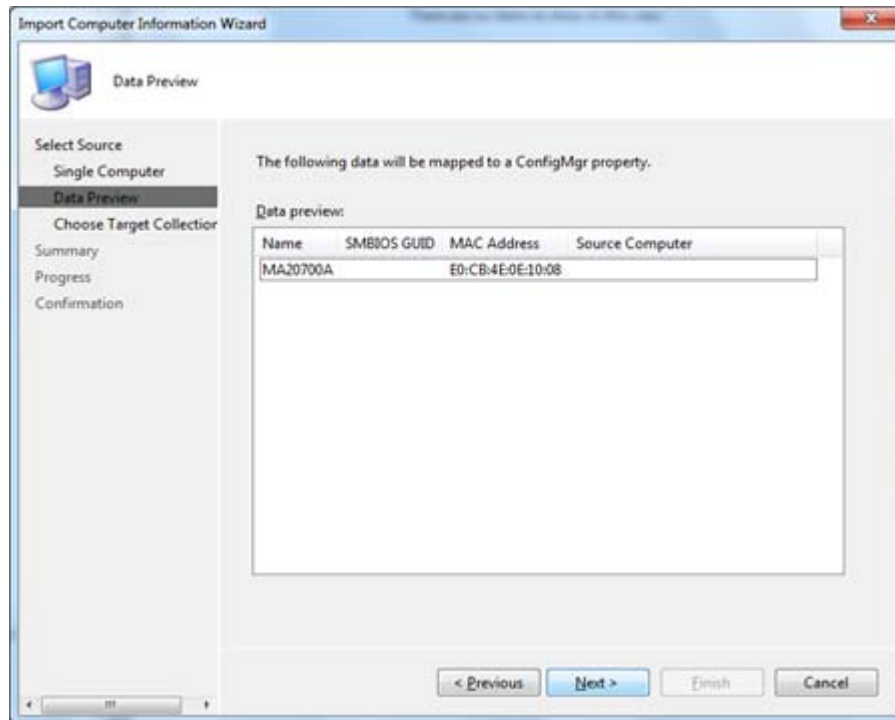 Import Computer Information Wizard
Data Preview
Select Source
Single Computer
Data Preview
Choose Target Collection
Summary
Progress
Confirmation
The following data will be mapped to a ConfigMgr property.
Data preview:
Name SMBIOS GUID MAC Address Source Computer
MA20700A E0:CB:4E:0E:10:08
< Previous Next > Finish Cancel